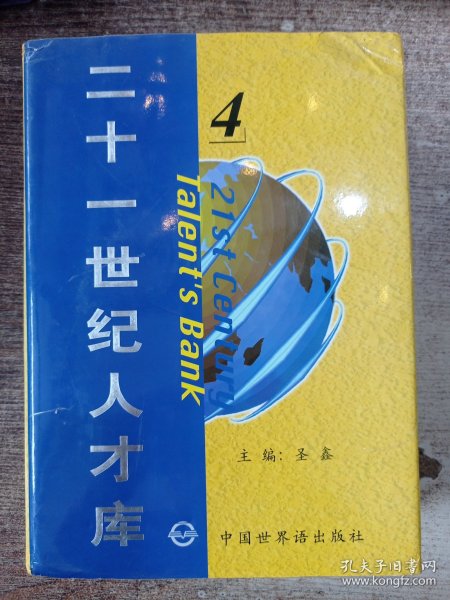 二十一世纪人才库
4
21st Century
Talent's Bank
主编：圣鑫
中国世界语出版社
孔夫子旧书网
www.kongfz.com